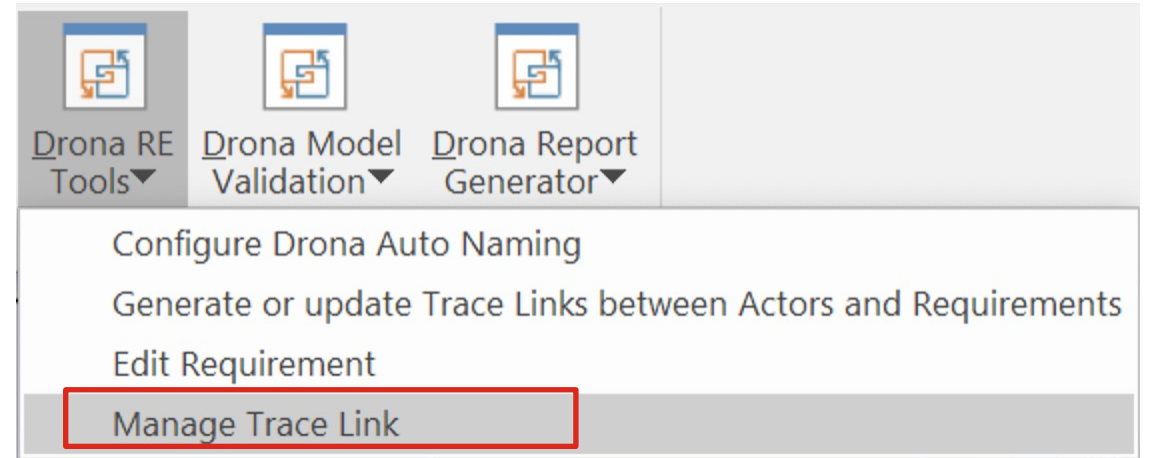 Drona RE Tools
Drona Model Validation
Drona Report Generator
Configure Drona Auto Naming
Generate or update Trace Links between Actors and Requirements
Edit Requirement
Manage Trace Link